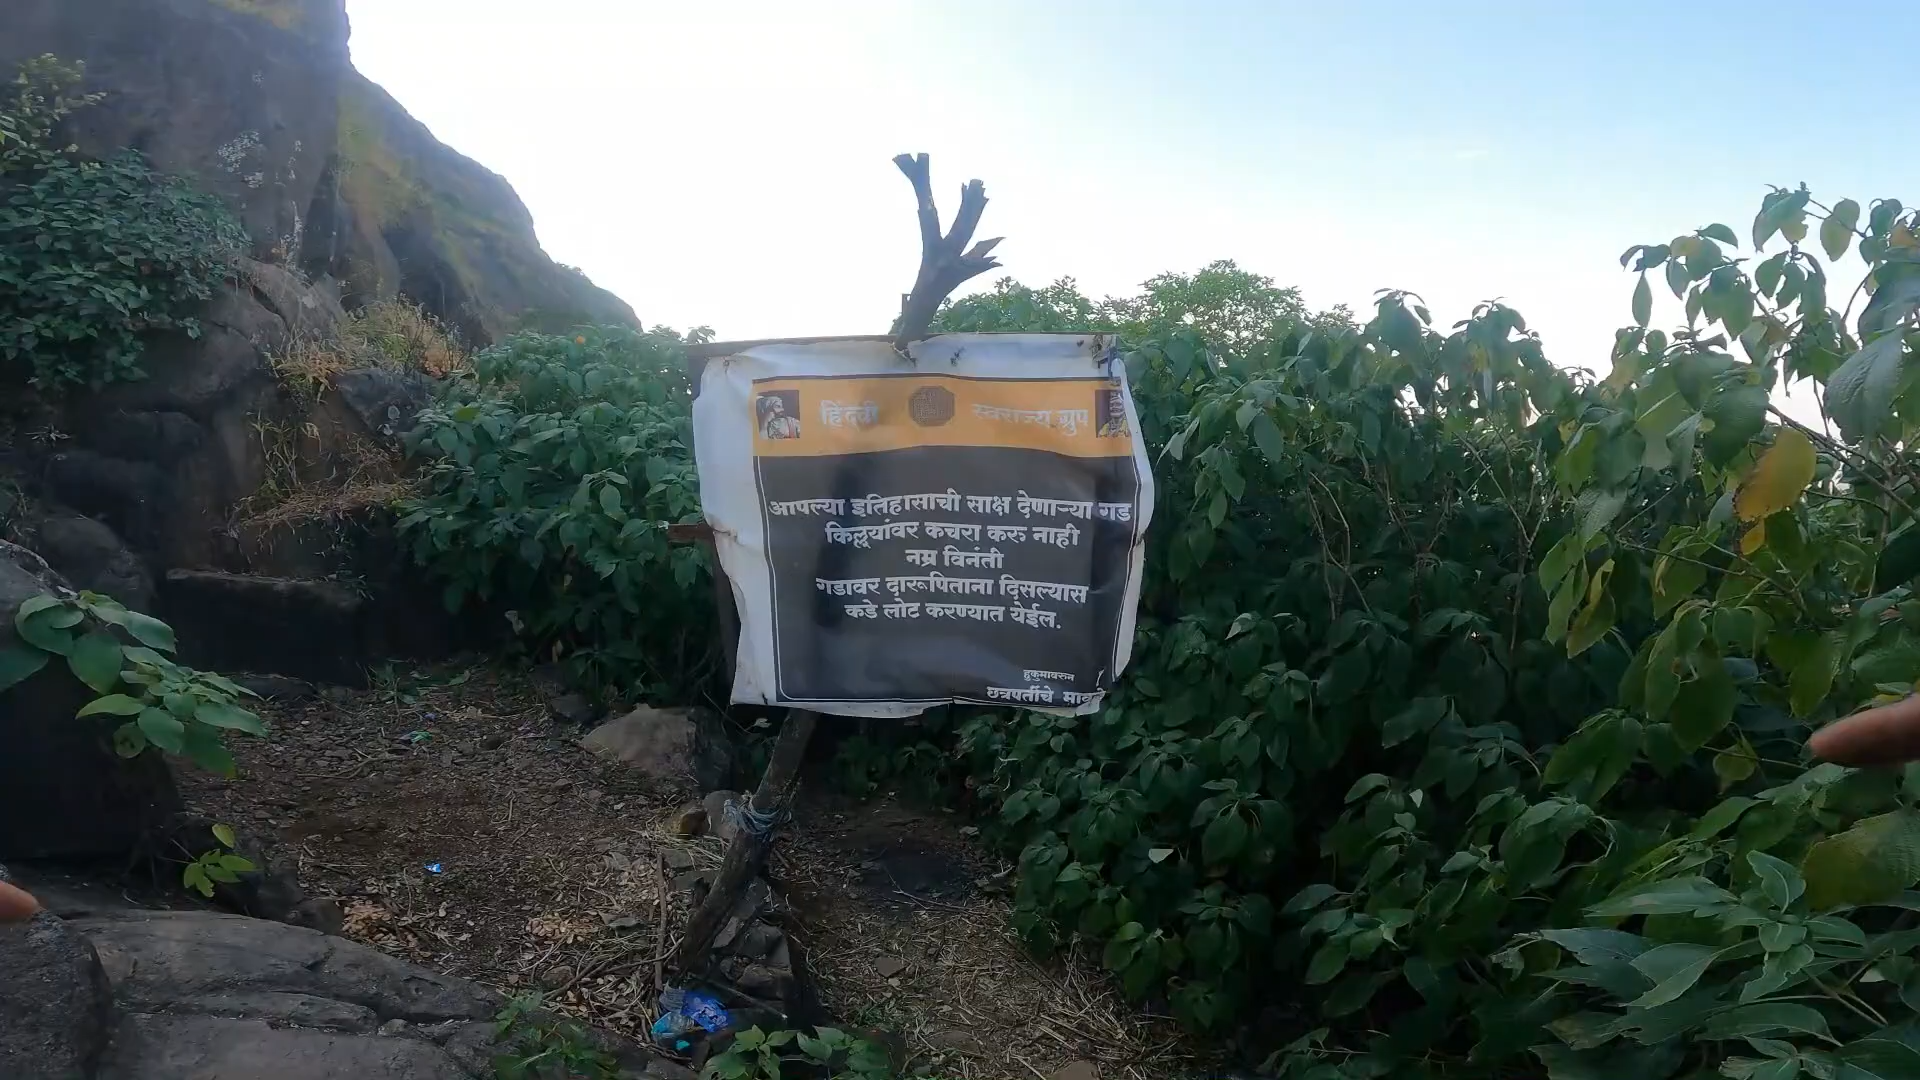 हिंदवी स्वराज्य ग्रुप
आपल्या इतिहासाची साक्ष देणाऱ्या गड
किल्ल्यांवर कचरा करु नाही
नम्र विनंती
गडावर दारूपिताना दिसल्यास
कडे लोट करण्यात येईल.
हुकुमावरुन
छत्रपतींचे